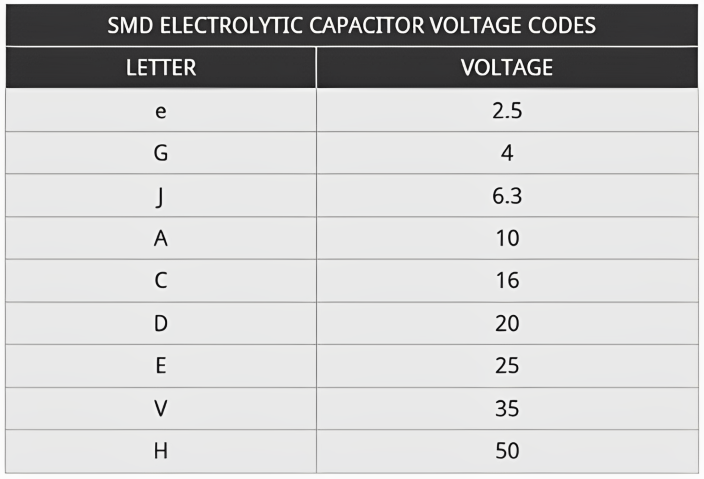 SMD ELECTROLYTIC CAPACITOR VOLTAGE CODES
LETTER VOLTAGE
e 2.5
G 4
J 6.3
A 10
C 16
D 20
E 25
V 35
H 50